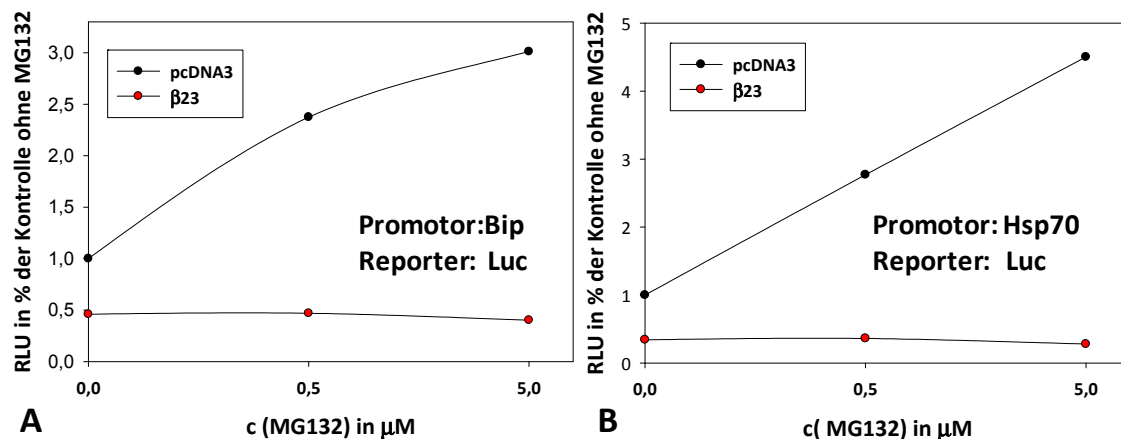 RLU in % der Kontrolle ohne MG132
3,0
2,5
2,0
1,5
1,0
0,5
0,0
pcDNA3
β23
Promotor:Bip
Reporter: Luc
0,0
0,5
5,0
A
c (MG132) in μM
RLU in % der Kontrolle ohne MG132
5
4
3
2
1
0
pcDNA3
β23
Promotor: Hsp70
Reporter: Luc
0,0
0,5
5,0
B
c( MG132) in μM